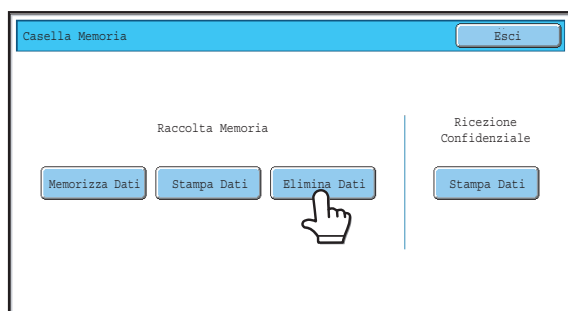 Casella Memoria
Esci
Raccolta Memoria
Ricezione
Confidenziale
Memorizza Dati
Stampa Dati
Elimina Dati
Stampa Dati